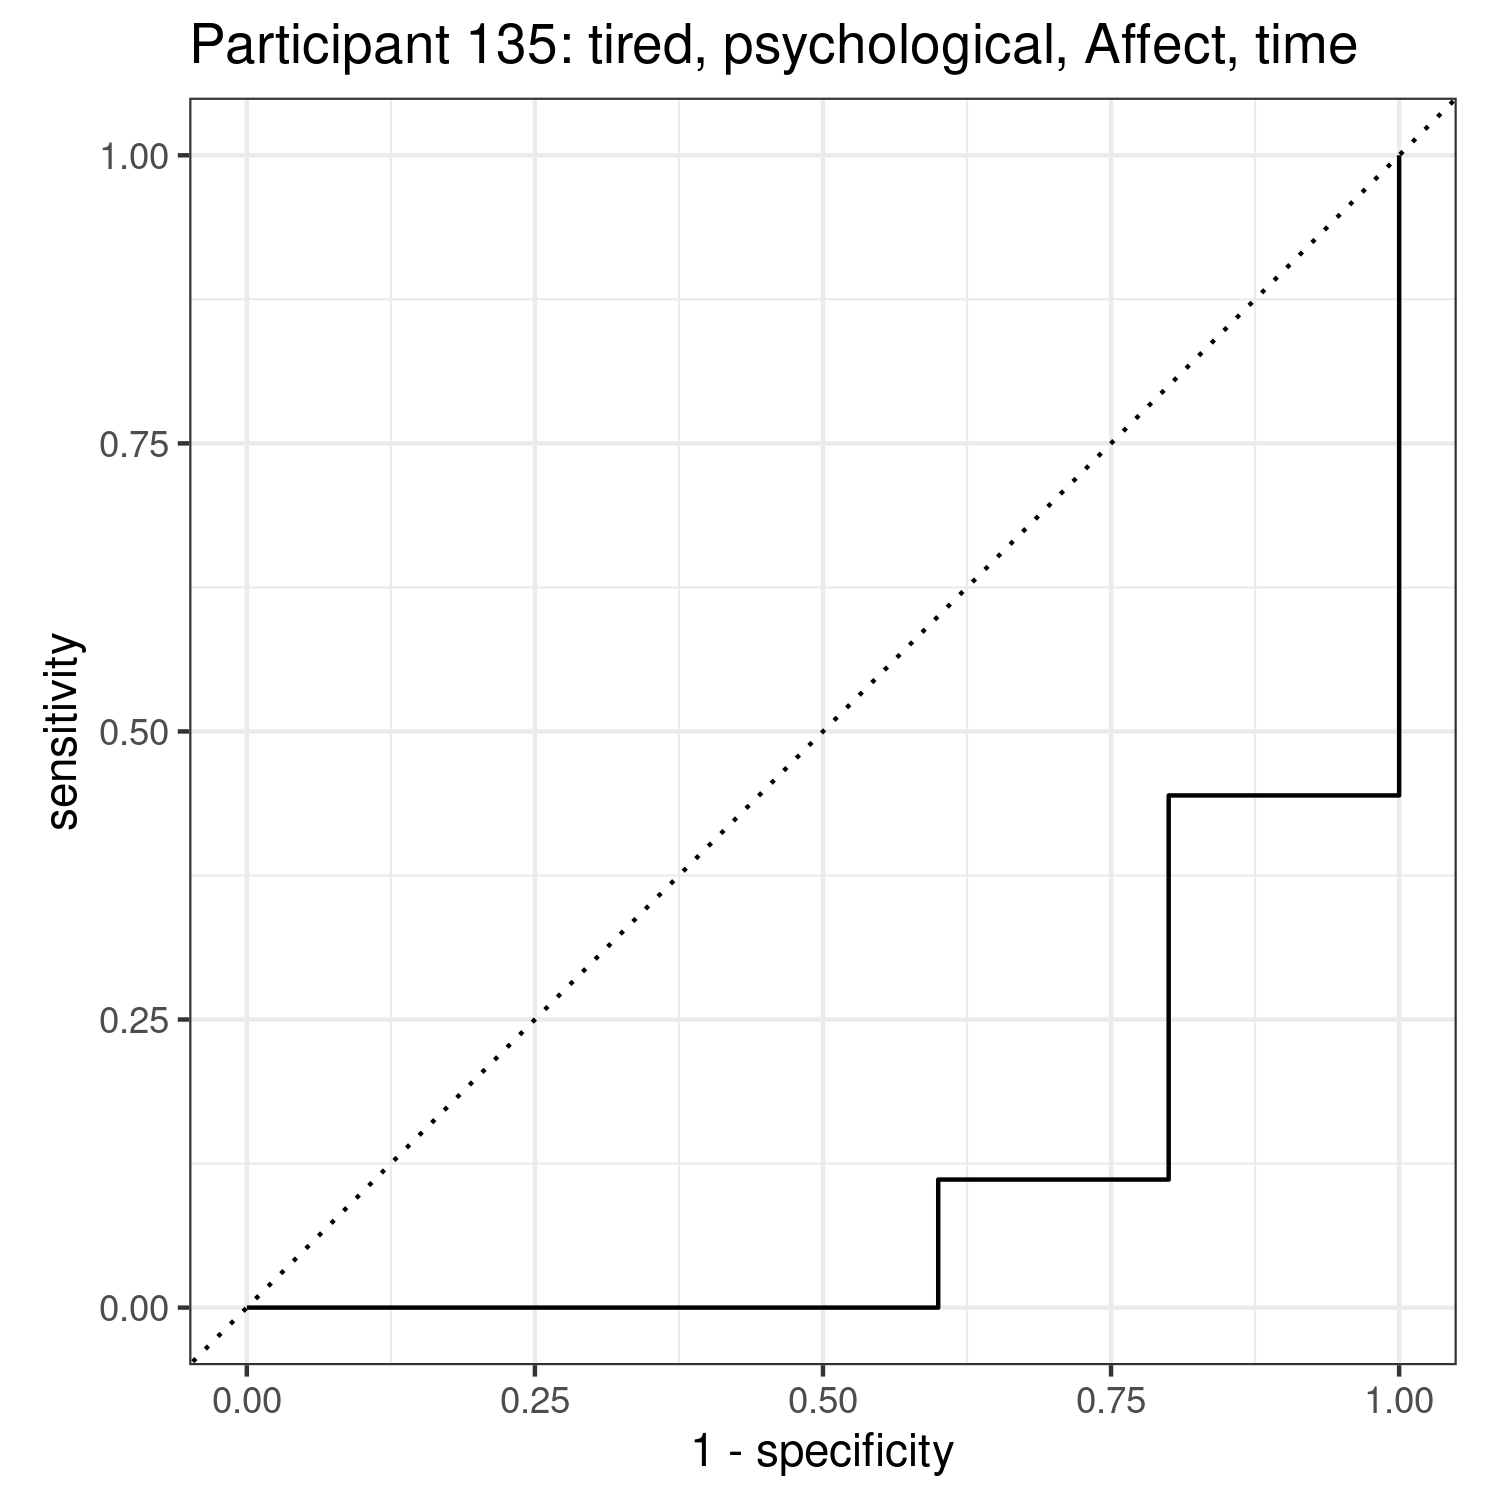 Participant 135: tired, psychological, Affect, time
1.00
0.75
0.50
0.25
0.00
sensitivity
0.00 0.25 0.50 0.75 1.00
1 - specificity